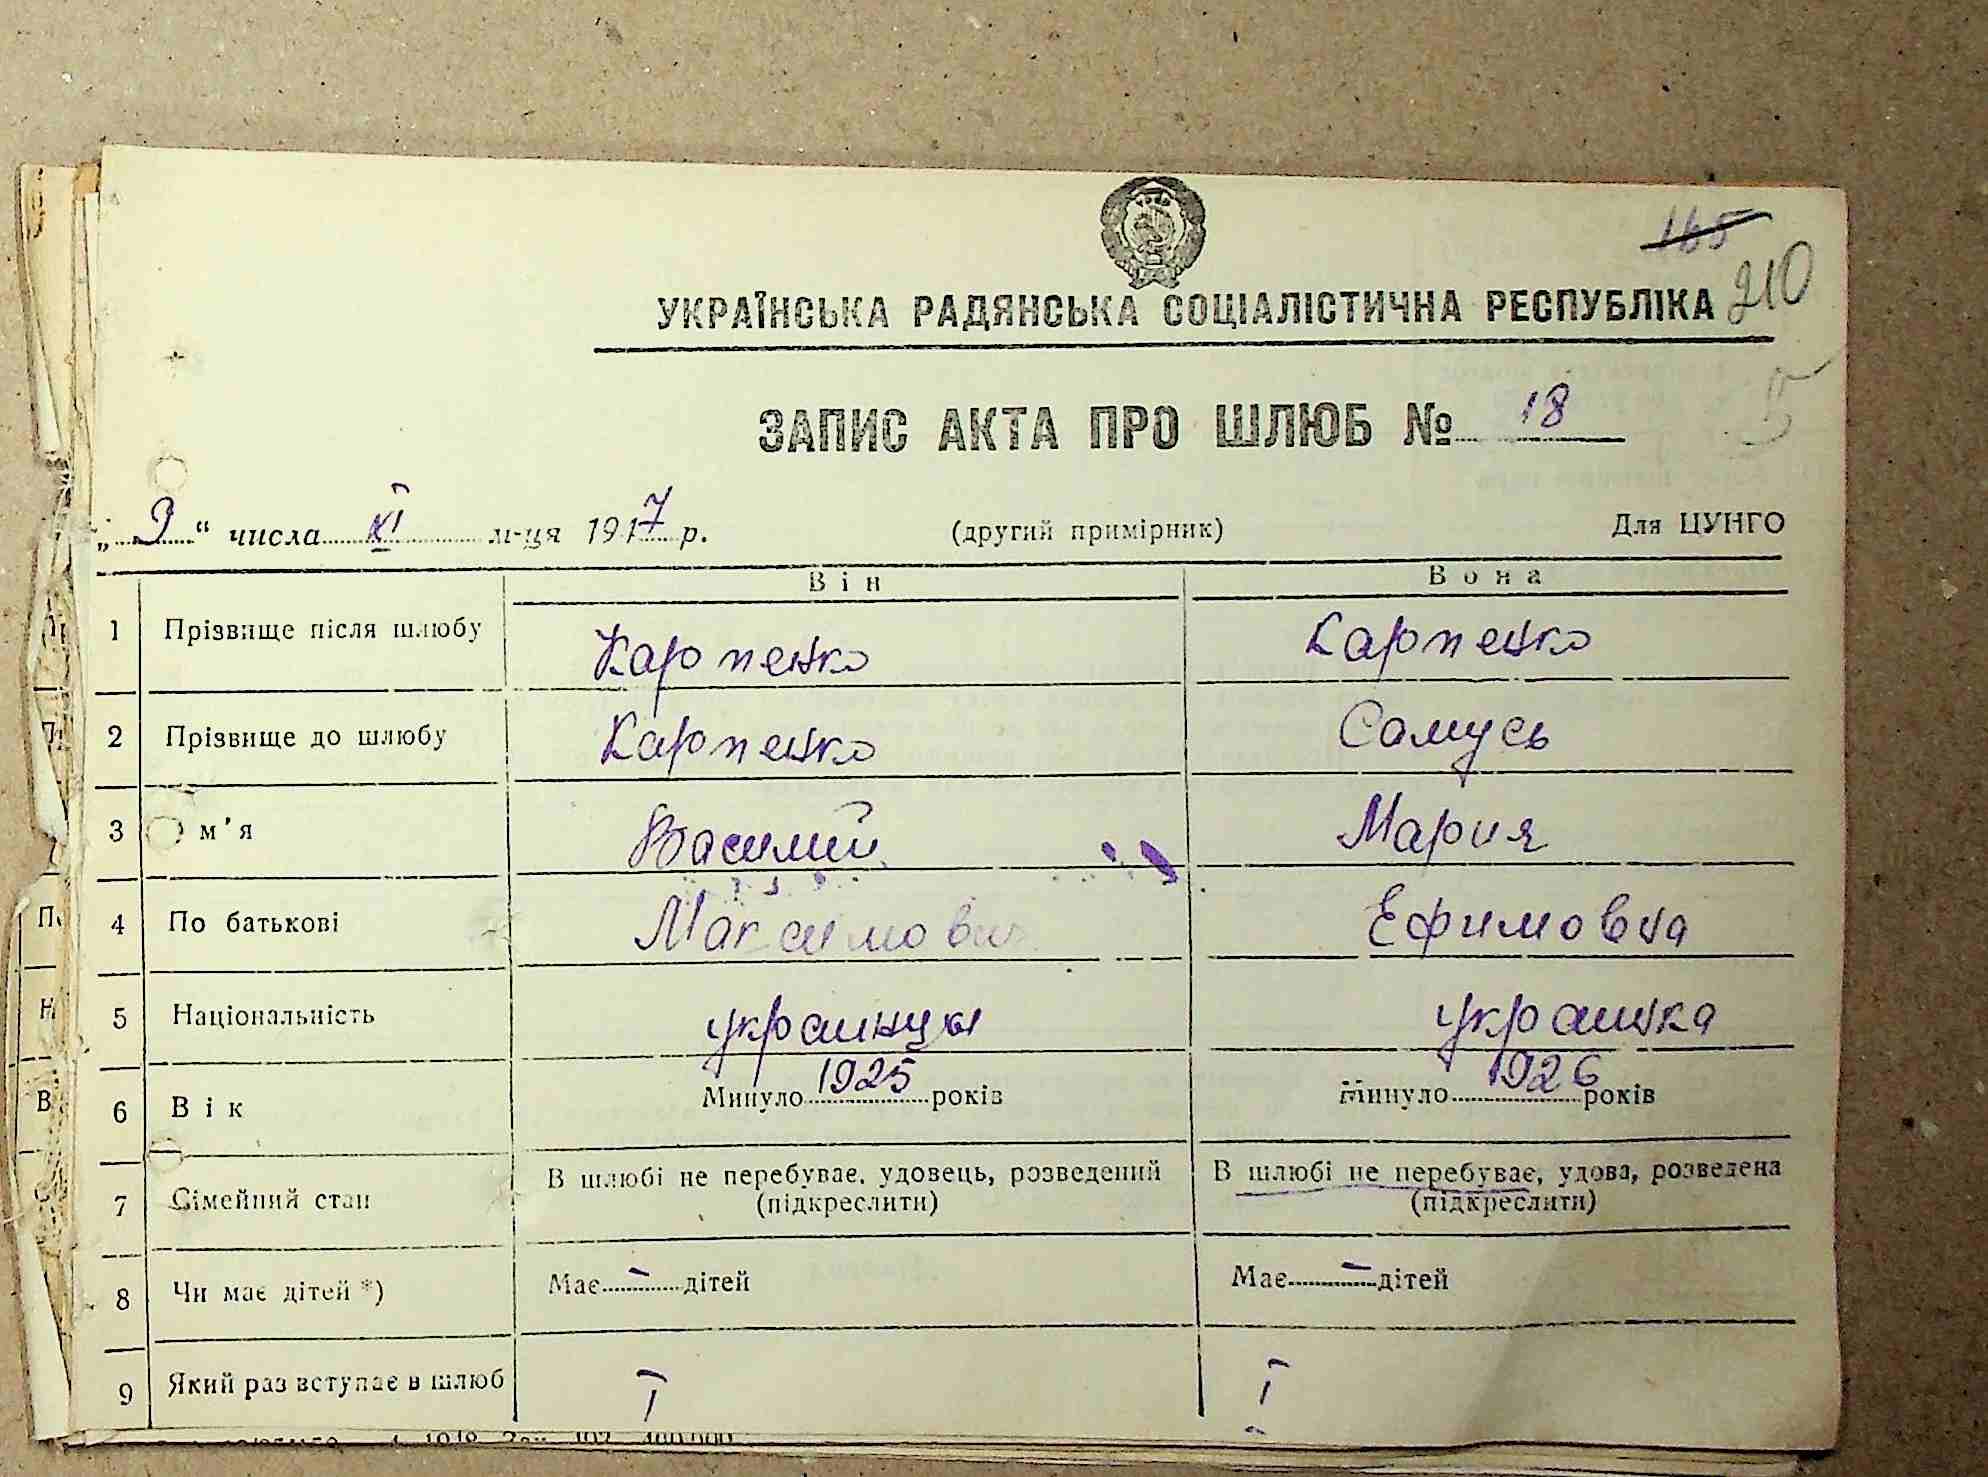 165
УКРАЇНСЬКА РАДЯНСЬКА СОЦІАЛІСТИЧНА РЕСПУБЛІКА 210
5
ЗАПИС АКТА ПРО ШЛЮБ № 18
„ 9 “ числа XI м-ця 1947 р. (другий примірник) Для ЦУНГО
Він Вона
1 Прізвище після шлюбу Карпенко Карпенко
2 Прізвище до шлюбу Карпенко Самусь
3 м'я Василий Мария
4 По батькові Максимович Ефимовна
5 Національність украинцы украинка
6 Вік Минуло 1925 років Минуло 1926 років
7 Сімейний стан В шлюбі не перебуває, удовець, розведений (підкреслити) В шлюбі не перебуває, удова, розведена (підкреслити)
8 Чи має дітей *) Має – дітей Має – дітей
9 Який раз вступає в шлюб I I